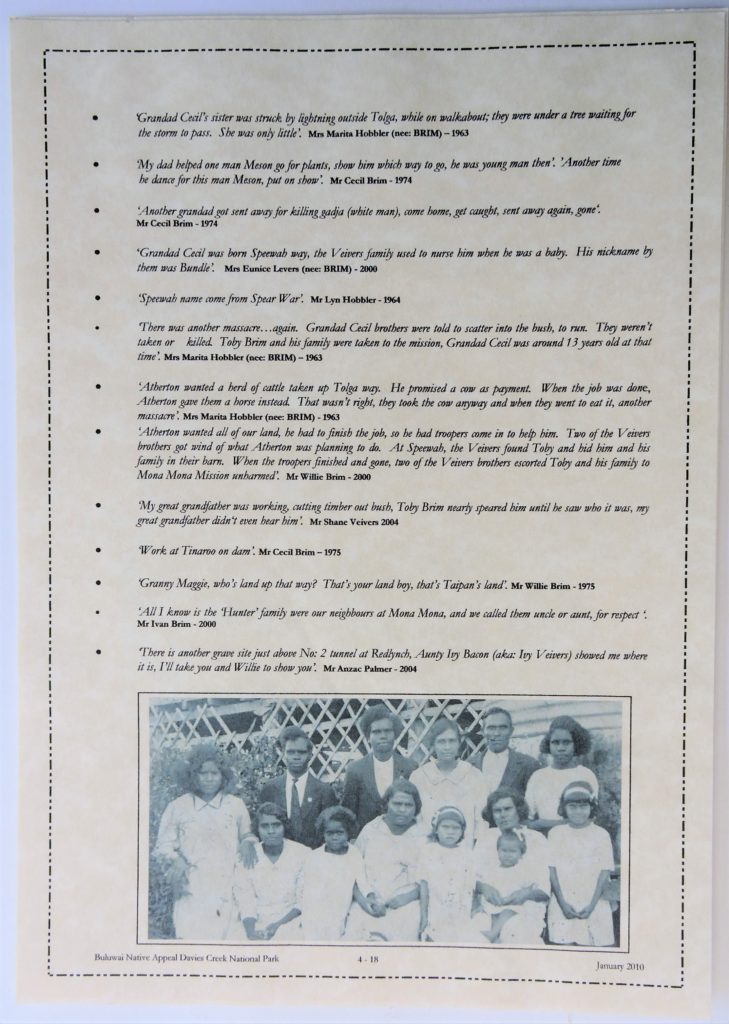 • 'Grandad Cecil's sister was struck by lightning outside Tolga, while on walkabout; they were under a tree waiting for
the storm to pass. She was only little'. Mrs Marita Hobbler (nee: BRIM) – 1963
• 'My dad helped one man Meson go for plants, show him which way to go, he was young man then'. 'Another time
he dance for this man Meson, put on show'. Mr Cecil Brim - 1974
• 'Another grandad got sent away for killing gadja (white man), come home, get caught, sent away again, gone'.
Mr Cecil Brim - 1974
• 'Grandad Cecil was born Speewah way, the Veivers family used to nurse him when he was a baby. His nickname by
them was Bundle'. Mrs Eunice Levers (nee: BRIM) - 2000
• 'Speewah name come from Spear War'. Mr Lyn Hobbler - 1964
• 'There was another massacre…again. Grandad Cecil brothers were told to scatter into the bush, to run. They weren't
taken or killed. Toby Brim and his family were taken to the mission, Grandad Cecil was around 13 years old at that
time'. Mrs Marita Hobbler (nee: BRIM) – 1963
• 'Atherton wanted a herd of cattle taken up Tolga way. He promised a cow as payment. When the job was done,
Atherton gave them a horse instead. That wasn't right, they took the cow anyway and when they went to eat it, another
massacre'. Mrs Marita Hobbler (nee: BRIM) - 1963
• 'Atherton wanted all of our land, he had to finish the job, so he had troopers come in to help him. Two of the Veivers
brothers got wind of what Atherton was planning to do. At Speewah, the Veivers found Toby and hid him and his
family in their barn. When the troopers finished and gone, two of the Veivers brothers escorted Toby and his family to
Mona Mona Mission unharmed'. Mr Willie Brim - 2000
• 'My great grandfather was working, cutting timber out bush, Toby Brim nearly speared him until he saw who it was, my
great grandfather didn't even hear him'. Mr Shane Veivers 2004
• 'Work at Tinaroo on dam'. Mr Cecil Brim – 1975
• 'Granny Maggie, who's land up that way? That's your land boy, that's Taipan's land'. Mr Willie Brim - 1975
• 'All I know is the 'Hunter' family were our neighbours at Mona Mona, and we called them uncle or aunt, for respect '.
Mr Ivan Brim - 2000
• 'There is another grave site just above No: 2 tunnel at Redlynch, Aunty Ivy Bacon (aka: Ivy Veivers) showed me where
it is, I'll take you and Willie to show you'. Mr Anzac Palmer - 2004
Buluwai Native Appeal Davies Creek National Park
4 - 18
January 2010